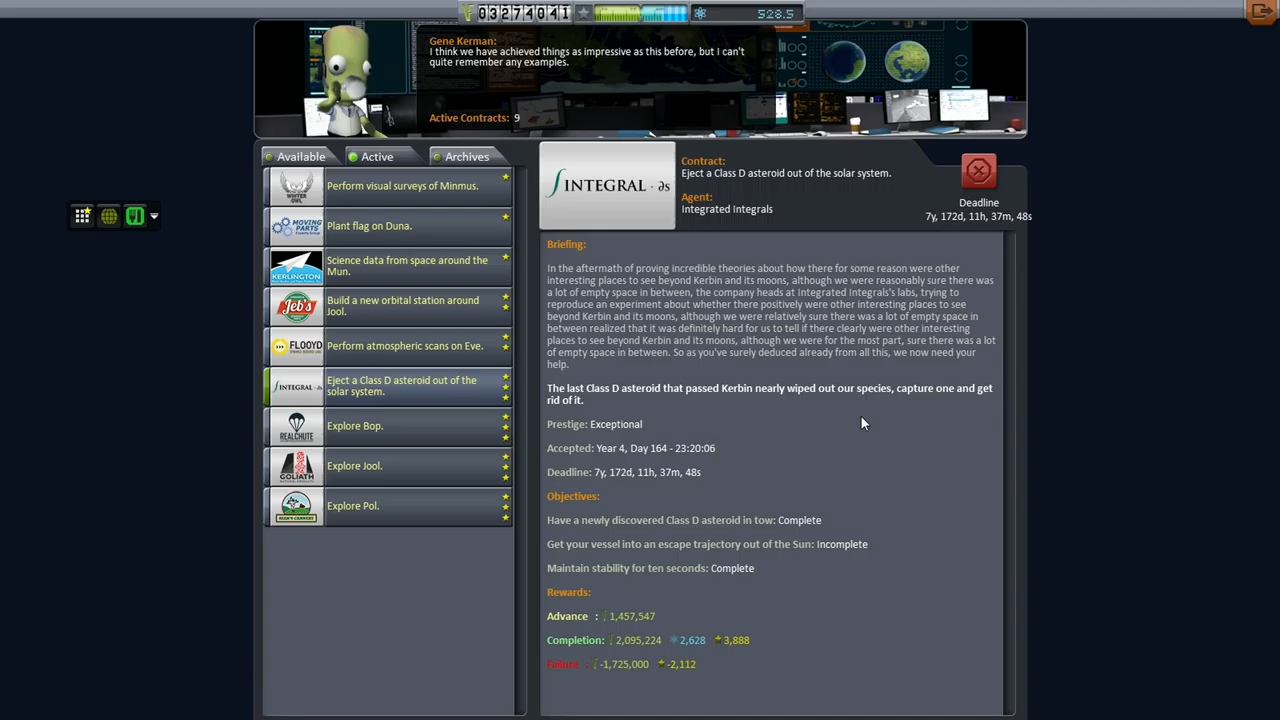 03274041
528.5
Gene Kerman:
I think we have achieved things as impressive as this before, but I can't
quite remember any examples.
Active Contracts: 9
Available
Active
Archives
Perform visual surveys of Minmus.
MOVING
PARTS
Plant flag on Duna.
KERLINGTON
Science data from space around the
Mun.
Jeb's
Build a new orbital station around
Jool.
FLOOYD
Perform atmospheric scans on Eve.
INTEGRAL · ∂s
Eject a Class D asteroid out of the
solar system.
REALCHUTE
Explore Bop.
GOLIATH
Explore Jool.
Explore Pol.
∫INTEGRAL · ∂s
Contract:
Eject a Class D asteroid out of the solar system.
Agent:
Integrated Integrals
Deadline
7y, 172d, 11h, 37m, 48s
Briefing:
In the aftermath of proving incredible theories about how there for some reason were other
interesting places to see beyond Kerbin and its moons, although we were reasonably sure there was
a lot of empty space in between, the company heads at Integrated Integrals's labs, trying to
reproduce an experiment about whether there positively were other interesting places to see
beyond Kerbin and its moons, although we were relatively sure there was a lot of empty space in
between realized that it was definitely hard for us to tell if there clearly were other interesting
places to see beyond Kerbin and its moons, although we were for the most part, sure there was a lot
of empty space in between. So as you've surely deduced already from all this, we now need your
help.
The last Class D asteroid that passed Kerbin nearly wiped out our species, capture one and get
rid of it.
Prestige: Exceptional
Accepted: Year 4, Day 164 - 23:20:06
Deadline: 7y, 172d, 11h, 37m, 48s
Objectives:
Have a newly discovered Class D asteroid in tow: Complete
Get your vessel into an escape trajectory out of the Sun: Incomplete
Maintain stability for ten seconds: Complete
Rewards:
Advance : 1,457,547
Completion: 2,095,224 2,628 3,888
Failure : -1,725,000 -2,112